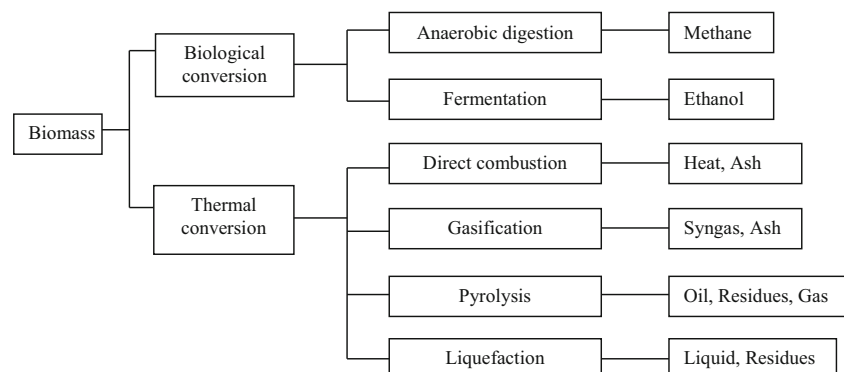 Biomass
Biological
conversion
Anaerobic digestion
Methane
Fermentation
Ethanol
Thermal
conversion
Direct combustion
Heat, Ash
Gasification
Syngas, Ash
Pyrolysis
Oil, Residues, Gas
Liquefaction
Liquid, Residues